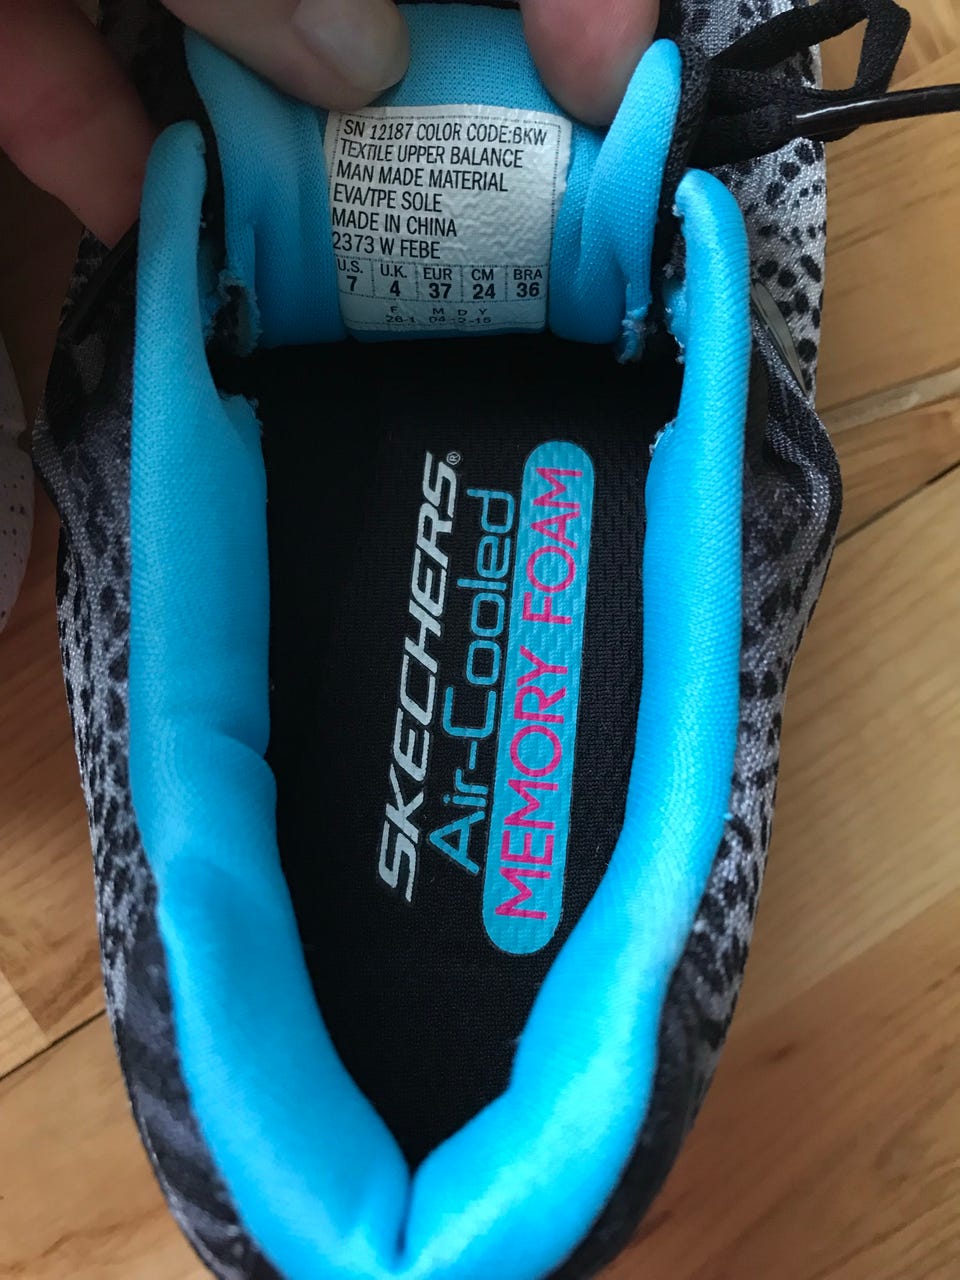 SN 12187 COLOR CODE:BKW
TEXTILE UPPER BALANCE
MAN MADE MATERIAL
EVA/TPE SOLE
MADE IN CHINA
2373 W FEBE
U.S. U.K. EUR CM BRA
7 4 37 24 36
F M D Y
SKECHERS®
Air-Cooled
MEMORY FOAM